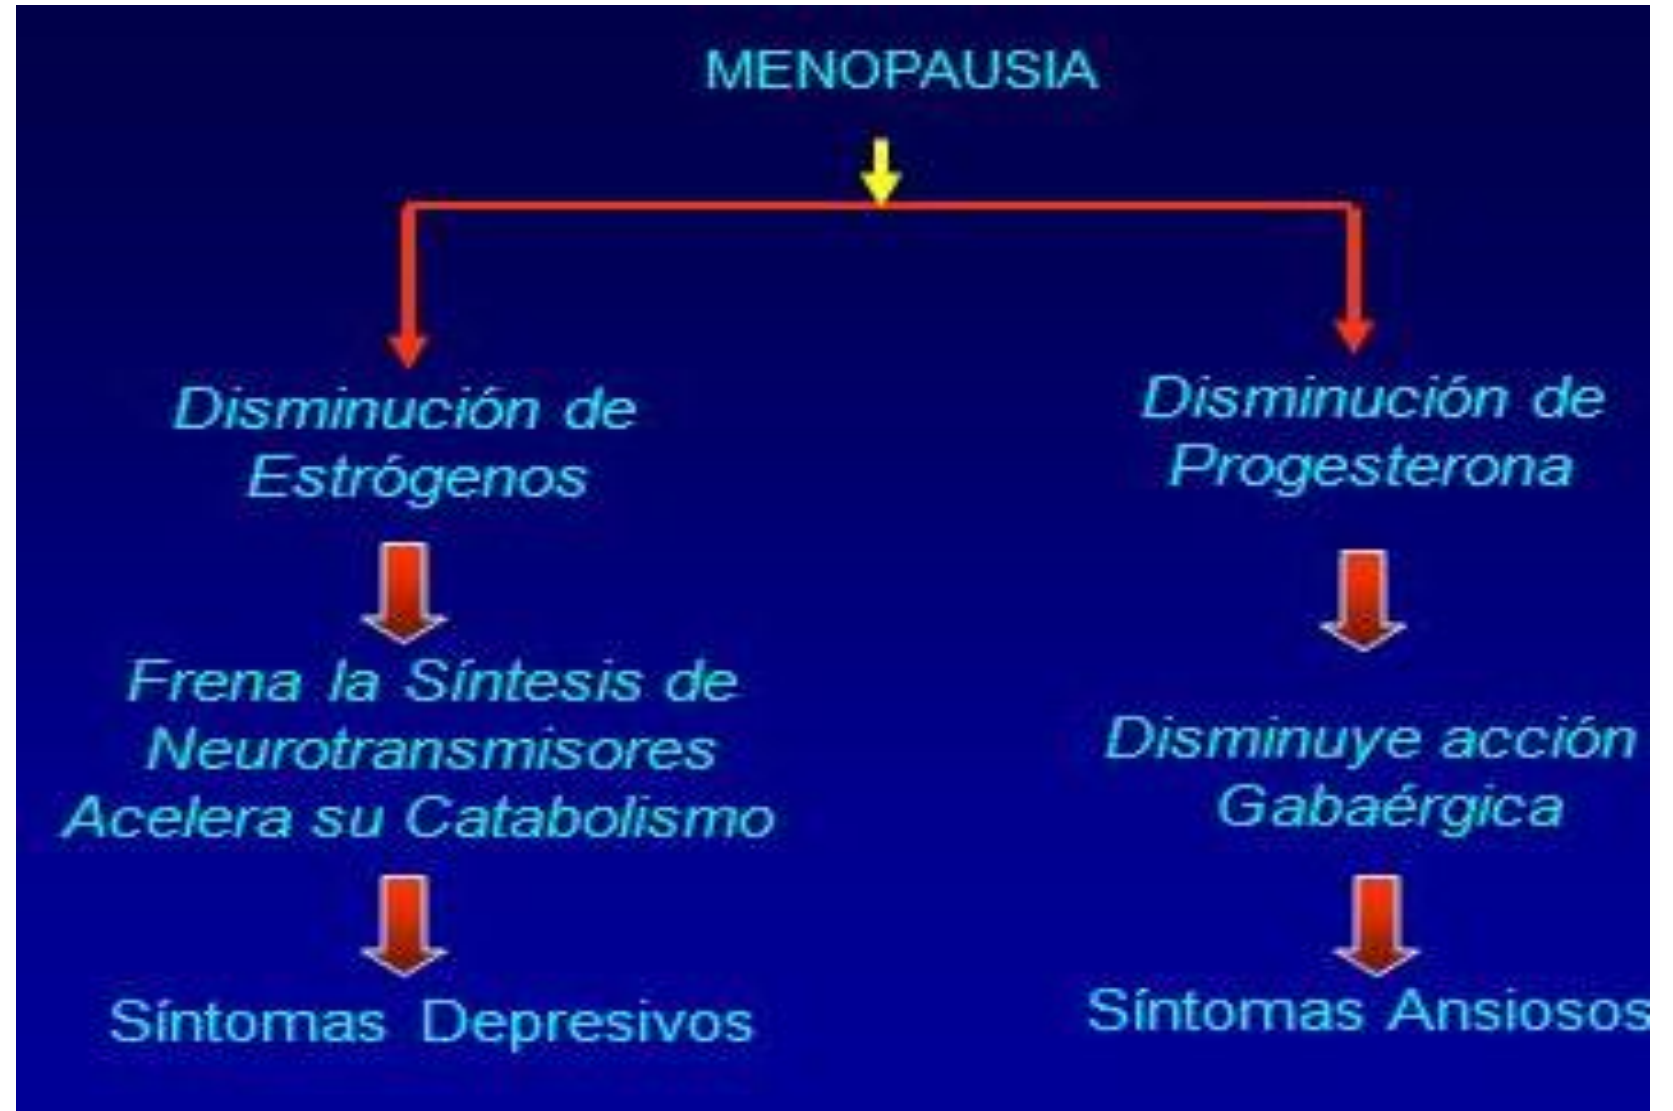 MENOPAUSIA
Disminución de
Estrógenos
Frena la Síntesis de
Neurotransmisores
Acelera su Catabolismo
Síntomas Depresivos
Disminución de
Progesterona
Disminuye acción
Gabaérgica
Síntomas Ansiosos